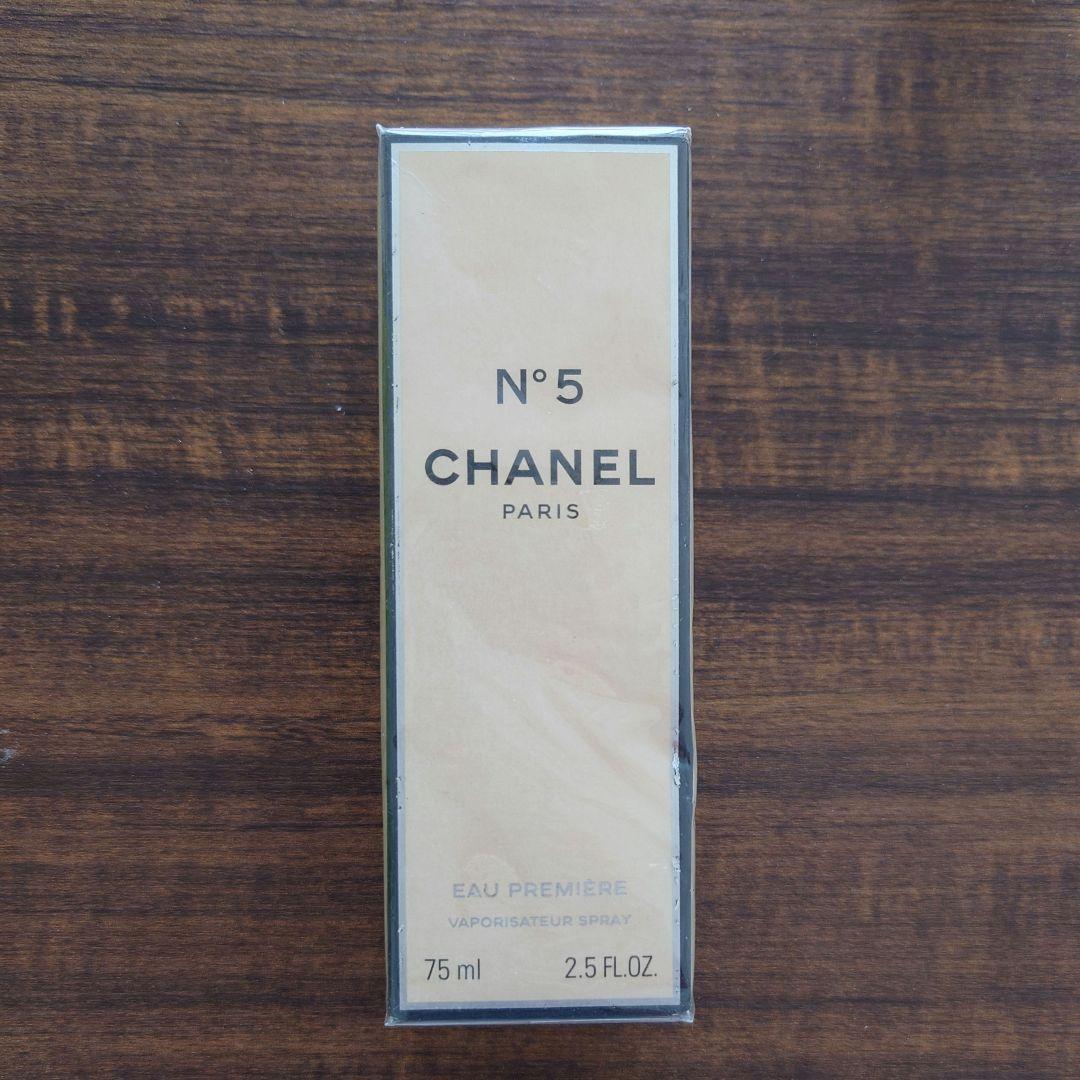 N°5
CHANEL
PARIS
EAU PREMIÈRE
VAPORISATEUR SPRAY
75 ml 2.5 FL.OZ.